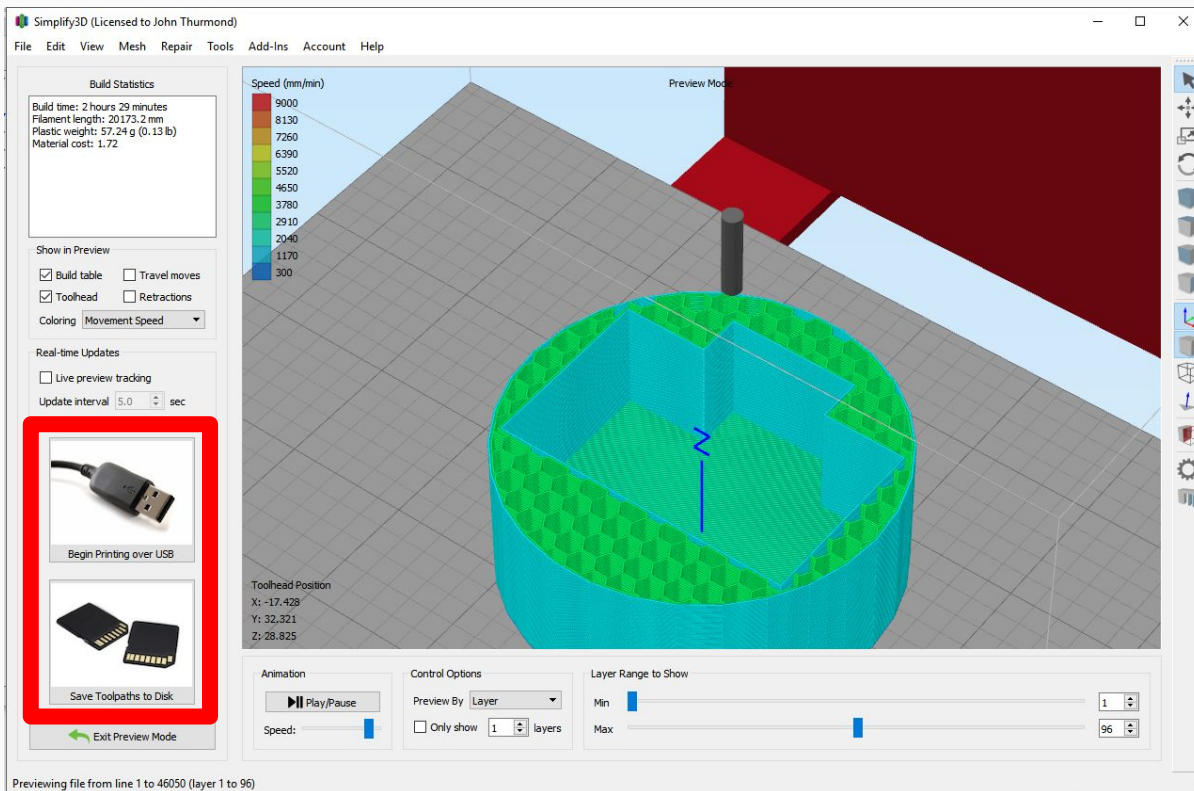 Simplify3D (Licensed to John Thurmond)
File Edit View Mesh Repair Tools Add-Ins Account Help
Build Statistics
Build time: 2 hours 29 minutes
Filament length: 20173.2 mm
Plastic weight: 57.24 g (0.13 lb)
Material cost: 1.72
Show in Preview
Build table Travel moves
Toolhead Retractions
Coloring Movement Speed
Real-time Updates
Live preview tracking
Update interval 5.0 sec
Begin Printing over USB
Save Toolpaths to Disk
Exit Preview Mode
Speed (mm/min)
9000
8130
7260
6390
5520
4650
3780
2910
2040
1170
300
Preview Mode
Z
Toolhead Position
X: -17.428
Y: 32.321
Z: 28.825
Animation
Play/Pause
Speed:
Control Options
Preview By Layer
Only show 1 layers
Layer Range to Show
Min 1
Max 96
Previewing file from line 1 to 46050 (layer 1 to 96)